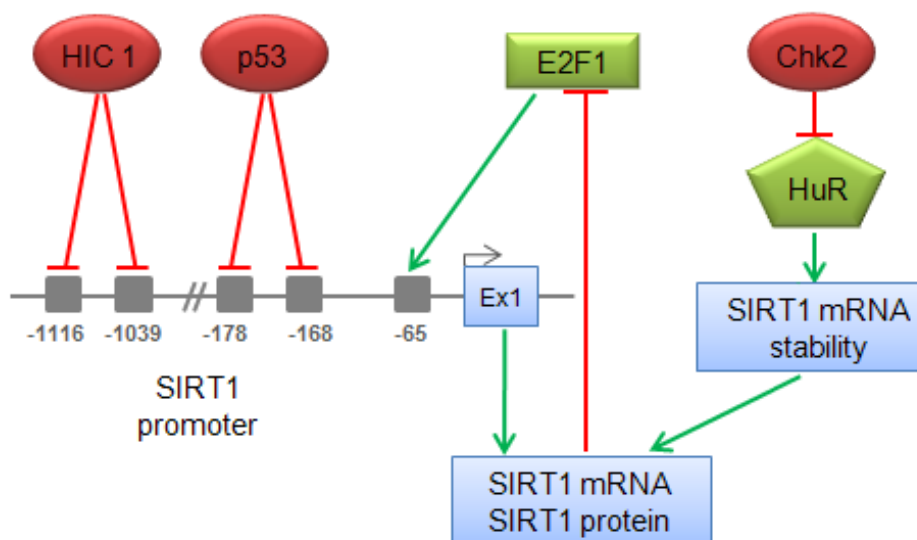 HIC 1
p53
E2F1
Chk2
HuR
Ex1
-1116
-1039
-178
-168
-65
SIRT1 mRNA
stability
SIRT1
promoter
SIRT1 mRNA
SIRT1 protein